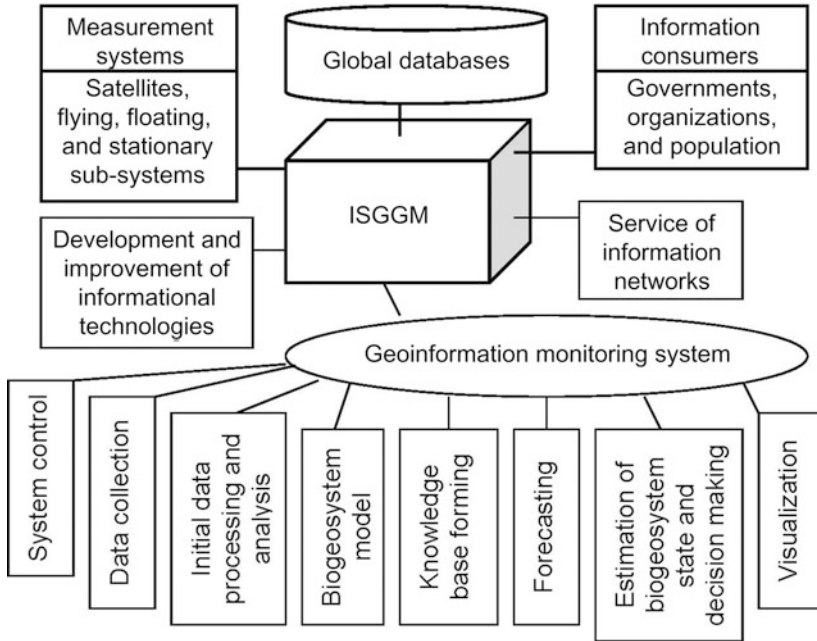 Measurement
systems
Satellites,
flying, floating,
and stationary
sub-systems
Global databases
Information
consumers
Governments,
organizations,
and population
ISGGM
Development and
improvement of
informational
technologies
Service of
information
networks
Geoinformation monitoring system
System control
Data collection
Initial data
processing and
analysis
Biogeosystem
model
Knowledge
base forming
Forecasting
Estimation of
biogeosystem
state and
decision making
Visualization